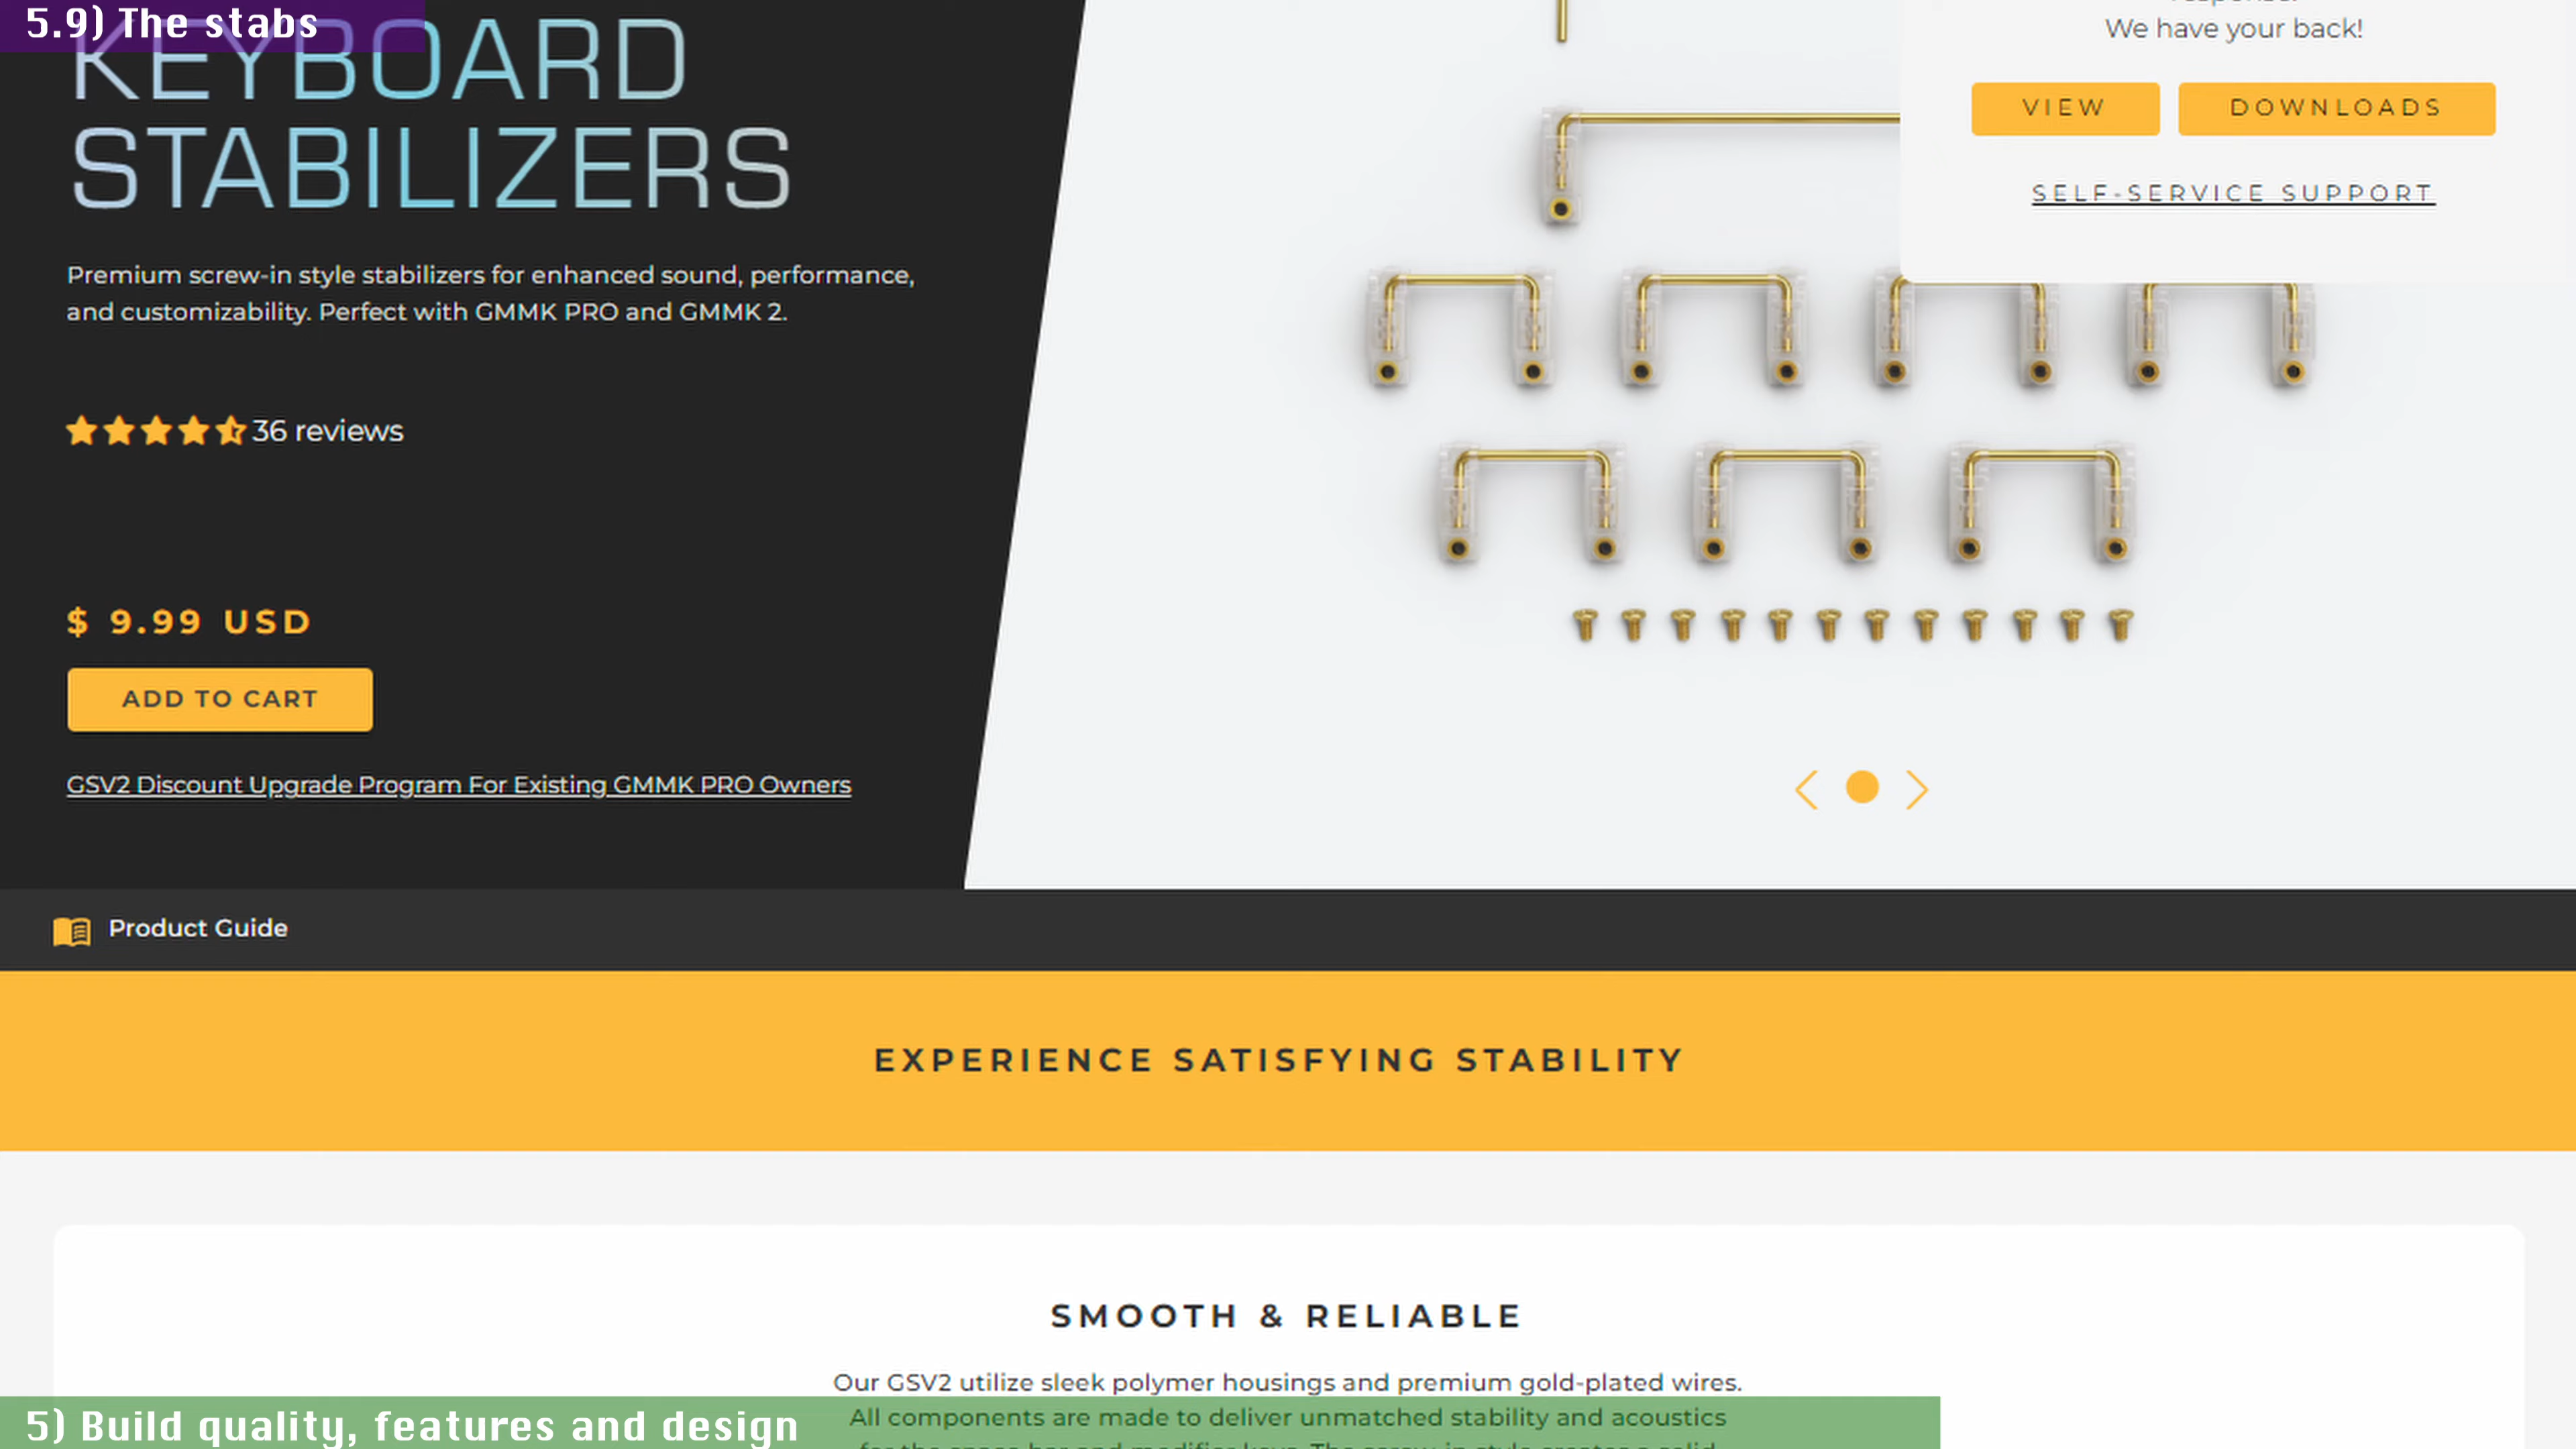 5.9) The stabs
KEYBOARD
STABILIZERS
Premium screw-in style stabilizers for enhanced sound, performance,
and customizability. Perfect with GMMK PRO and GMMK 2.
36 reviews
$ 9.99 USD
ADD TO CART
GSV2 Discount Upgrade Program For Existing GMMK PRO Owners
We have your back!
VIEW DOWNLOADS
SELF-SERVICE SUPPORT
Product Guide
EXPERIENCE SATISFYING STABILITY
SMOOTH & RELIABLE
Our GSV2 utilize sleek polymer housings and premium gold-plated wires.
All components are made to deliver unmatched stability and acoustics
5) Build quality, features and design